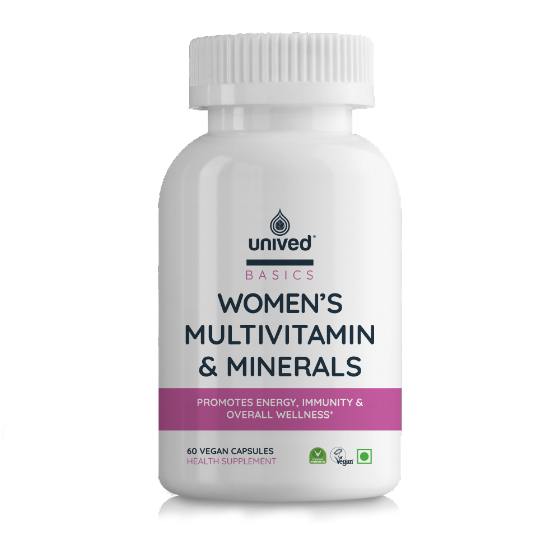 unived
BASICS
WOMEN'S
MULTIVITAMIN
& MINERALS
PROMOTES ENERGY, IMMUNITY &
OVERALL WELLNESS*
60 VEGAN CAPSULES
HEALTH SUPPLEMENT
Vegan